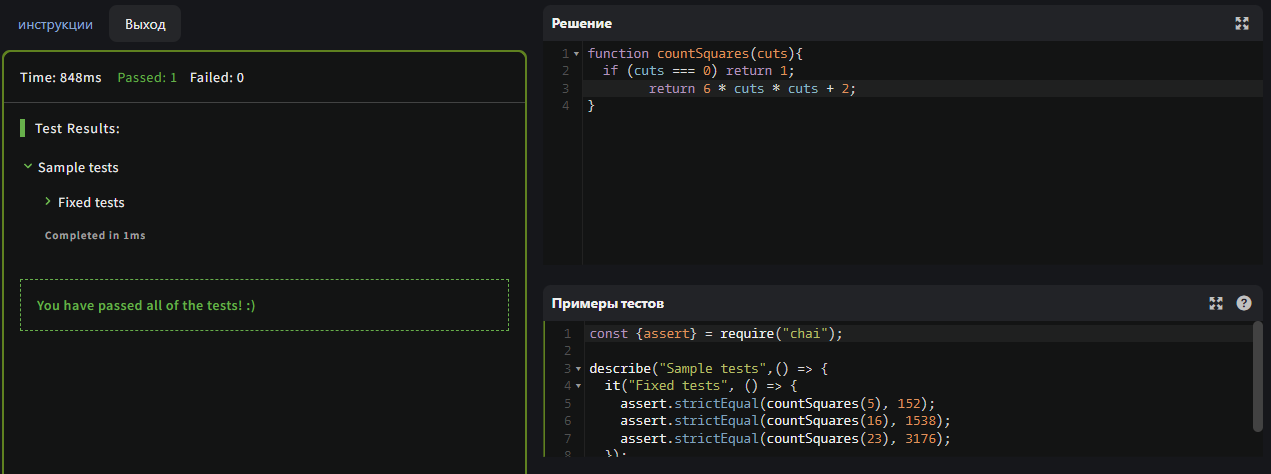 инструкции
Выход
Time: 848ms Passed: 1 Failed: 0
Test Results:
Sample tests
Fixed tests
Completed in 1ms
You have passed all of the tests! :)
Решение
1 function countSquares(cuts){
2 if (cuts === 0) return 1;
3 return 6 * cuts * cuts + 2;
4 }
Примеры тестов
?
1 const {assert} = require("chai");
2
3 describe("Sample tests",() => {
4 it("Fixed tests", () => {
5 assert.strictEqual(countSquares(5), 152);
6 assert.strictEqual(countSquares(16), 1538);
7 assert.strictEqual(countSquares(23), 3176);
8 });